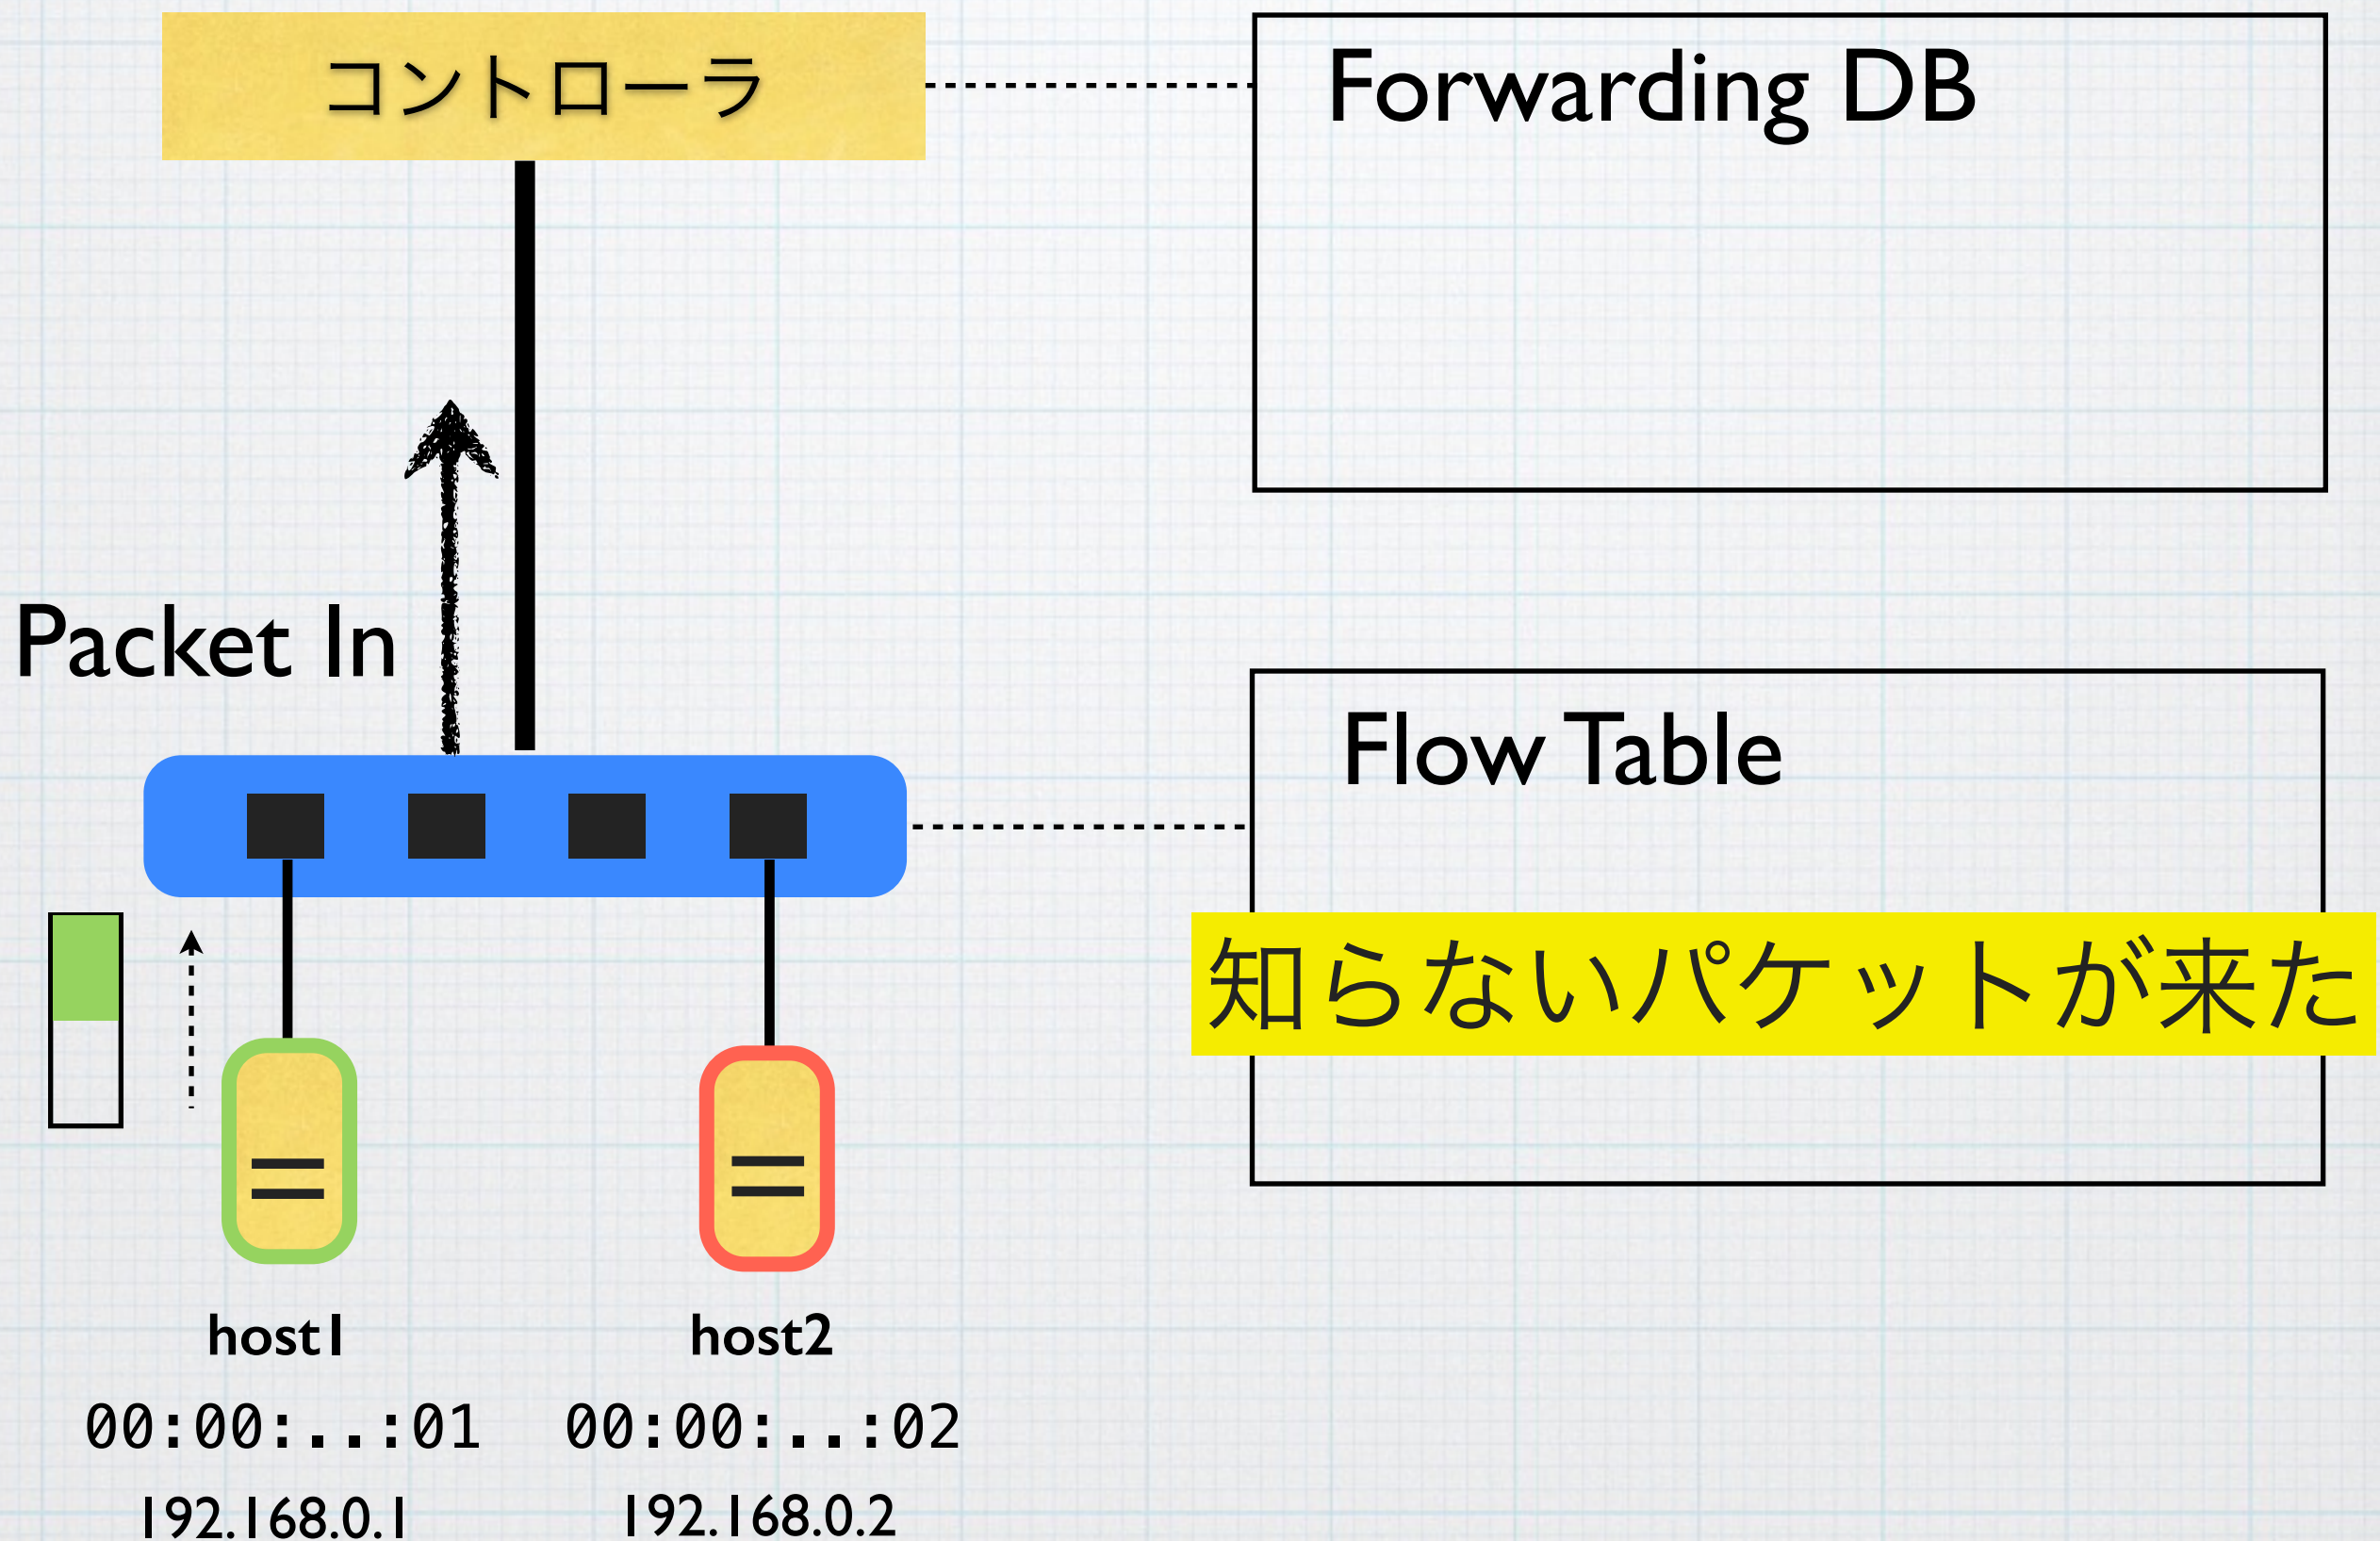 コントローラ
Forwarding DB
Packet In
Flow Table
知らないパケットが来た
host1
host2
00:00:..:01
00:00:..:02
192.168.0.1
192.168.0.2